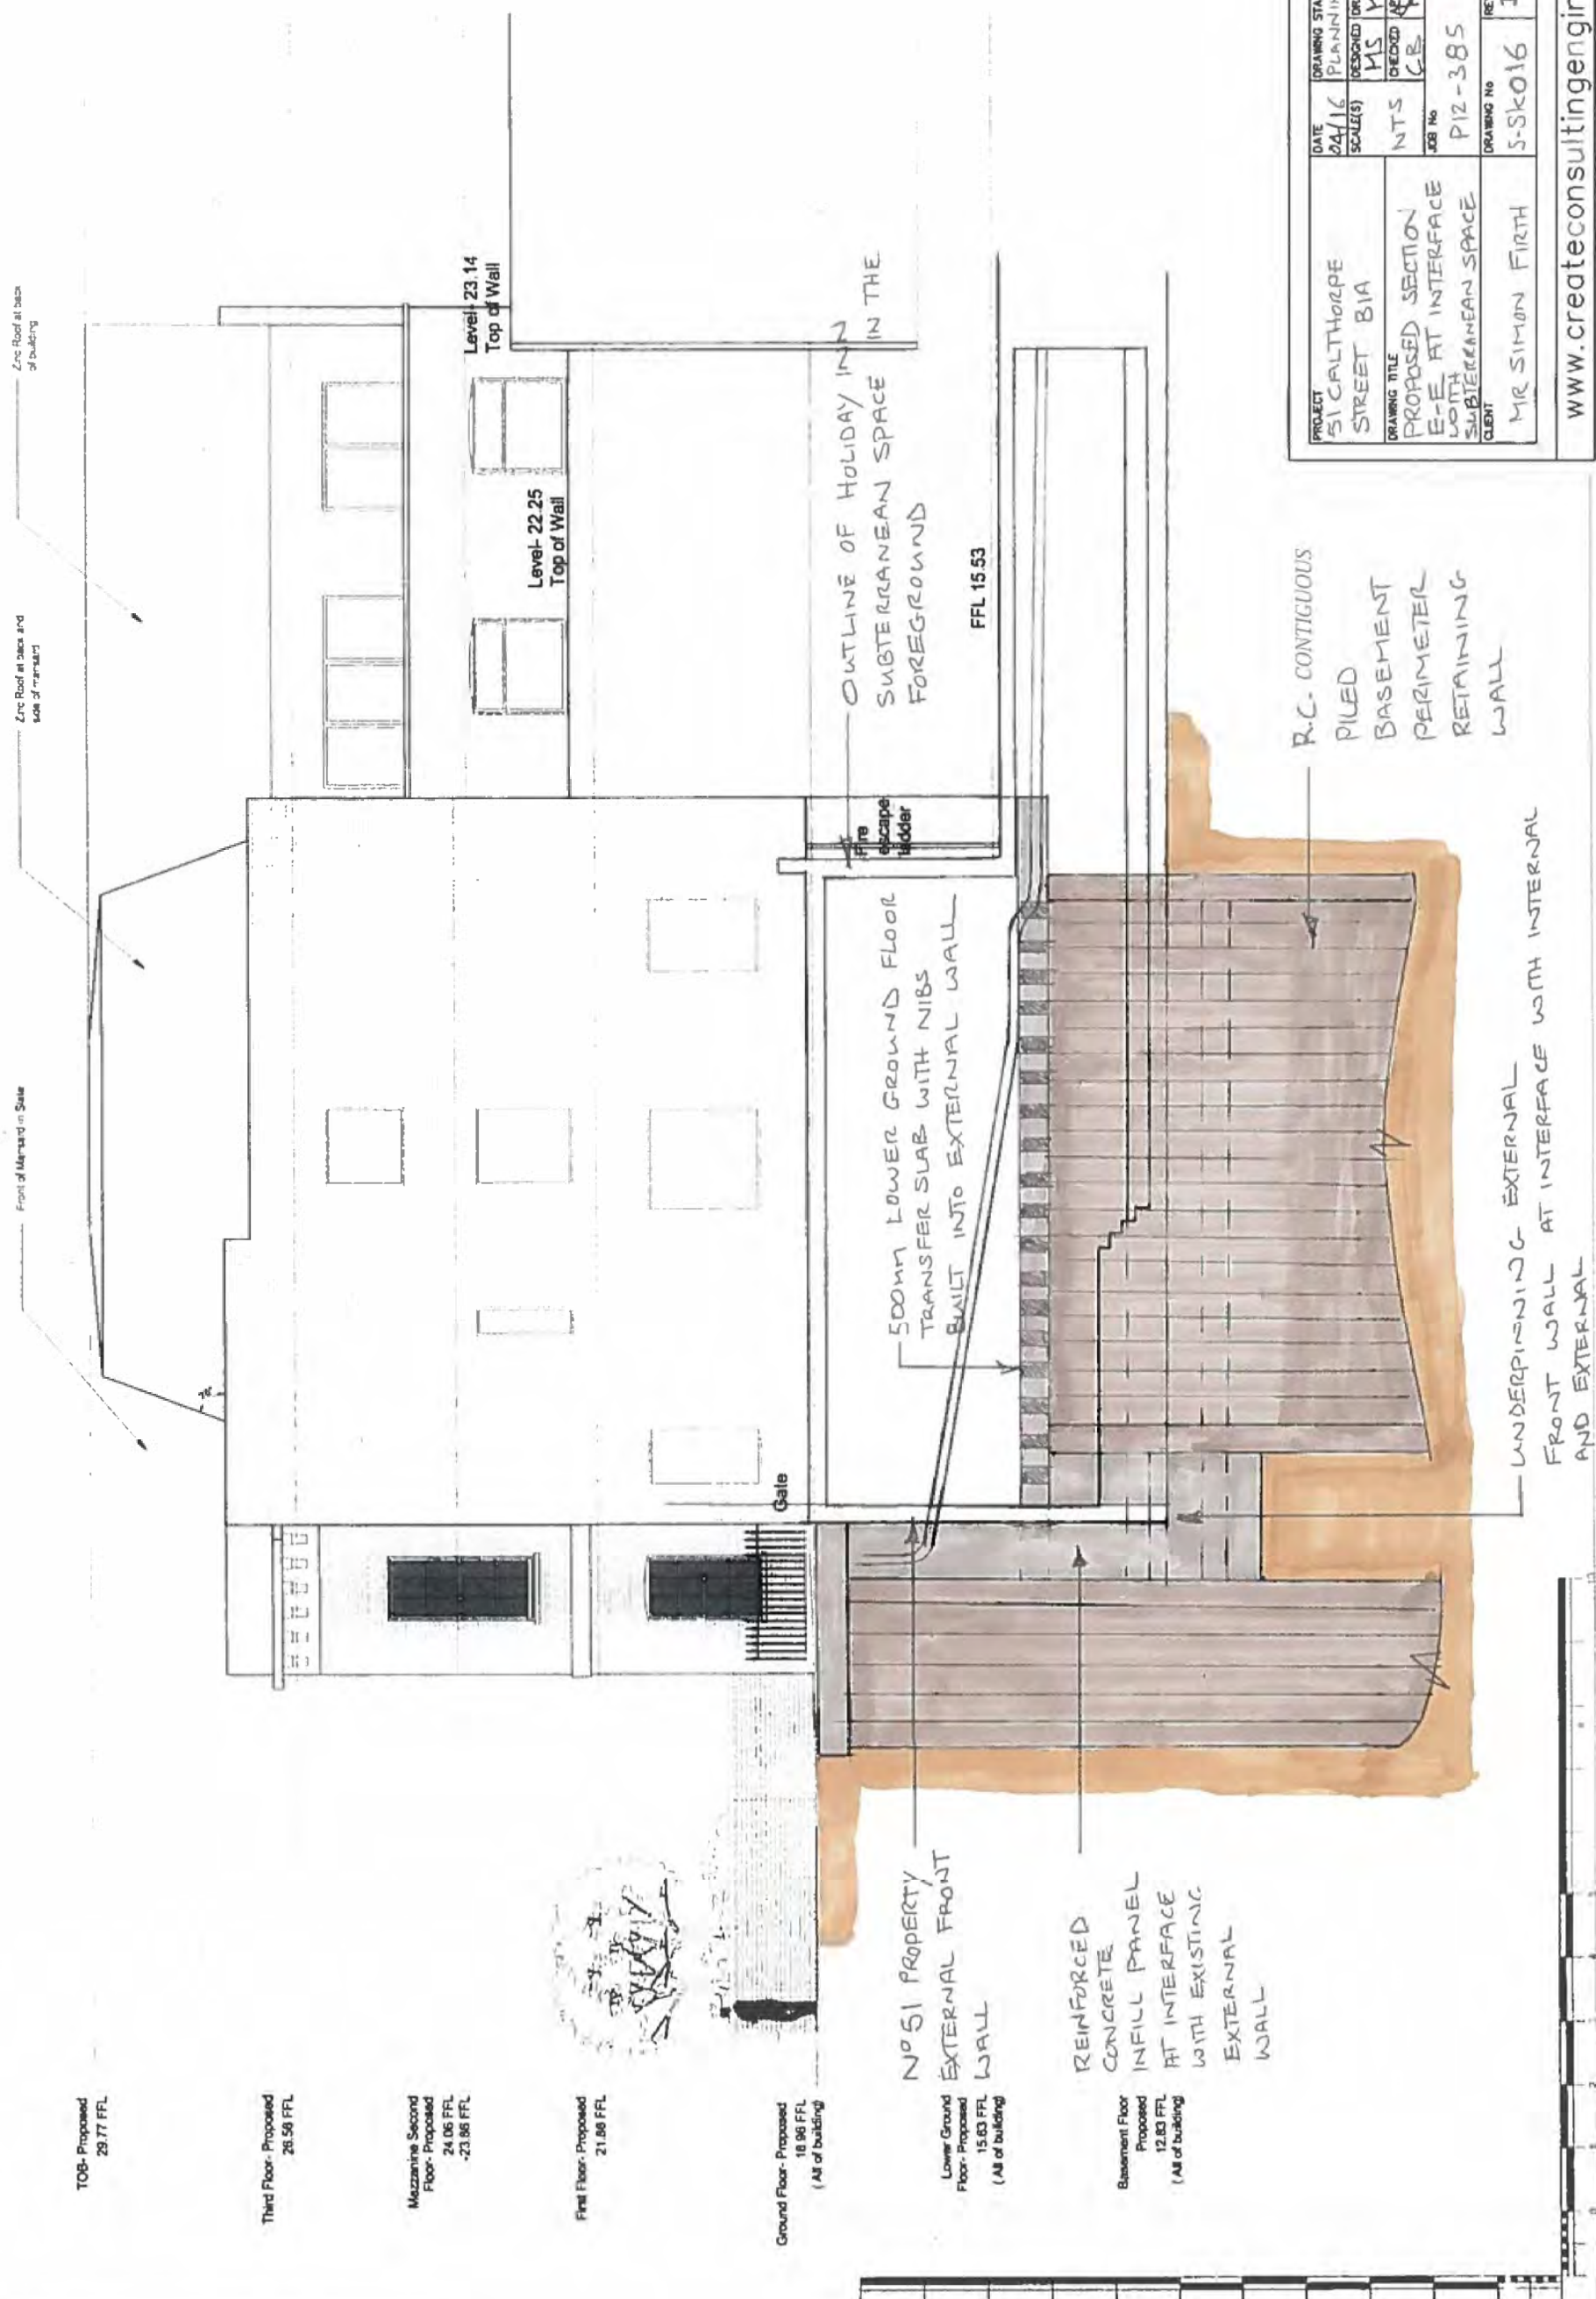 Zinc Roof at back
of building
Zinc Roof at back and
side of mansard
Front of Mansard in Slate
TOB- Proposed
29.77 FFL
Third Floor- Proposed
26.58 FFL
Mezzanine Second
Floor- Proposed
24.06 FFL
-23.86 FFL
First Floor- Proposed
21.86 FFL
Ground Floor- Proposed
18.96 FFL
( All of building)
Lower Ground
Floor- Proposed
15.63 FFL
( All of building)
Basement Floor
Proposed
12.83 FFL
( All of building)
Level- 23.14
Top of Wall
Level- 22.25
Top of Wall
Gate
Fire
escape
ladder
FFL 15.53
OUTLINE OF HOLIDAY INN
SUBTERRANEAN SPACE IN THE
FOREGROUND
500mm LOWER GROUND FLOOR
TRANSFER SLAB WITH NIBS
BUILT INTO EXTERNAL WALL
Nº 51 PROPERTY
EXTERNAL FRONT
WALL
REINFORCED
CONCRETE
INFILL PANEL
AT INTERFACE
WITH EXISTING
EXTERNAL
WALL
R.C. CONTIGUOUS
PILED
BASEMENT
PERIMETER
RETAINING
WALL
UNDERPINNING EXTERNAL
FRONT WALL AT INTERFACE WITH INTERNAL
AND EXTERNAL
PROJECT
51 CALTHORPE
STREET BIA
DRAWING TITLE
PROPOSED SECTION
E-E AT INTERFACE
WITH
SUBTERRANEAN SPACE
CLIENT
MR SIMON FIRTH
DATE
04/16
SCALE(S)
NTS
DRAWING STA
PLANNI
DESIGNED
MS
CHECKED
CB
JOB No
P12-385
DRAWING No
S-SK016
www.createconsultingengin